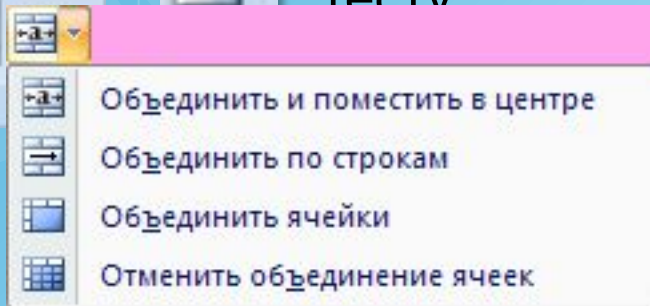 Объединить и поместить в центре
Объединить по строкам
Объединить ячейки
Отменить объединение ячеек